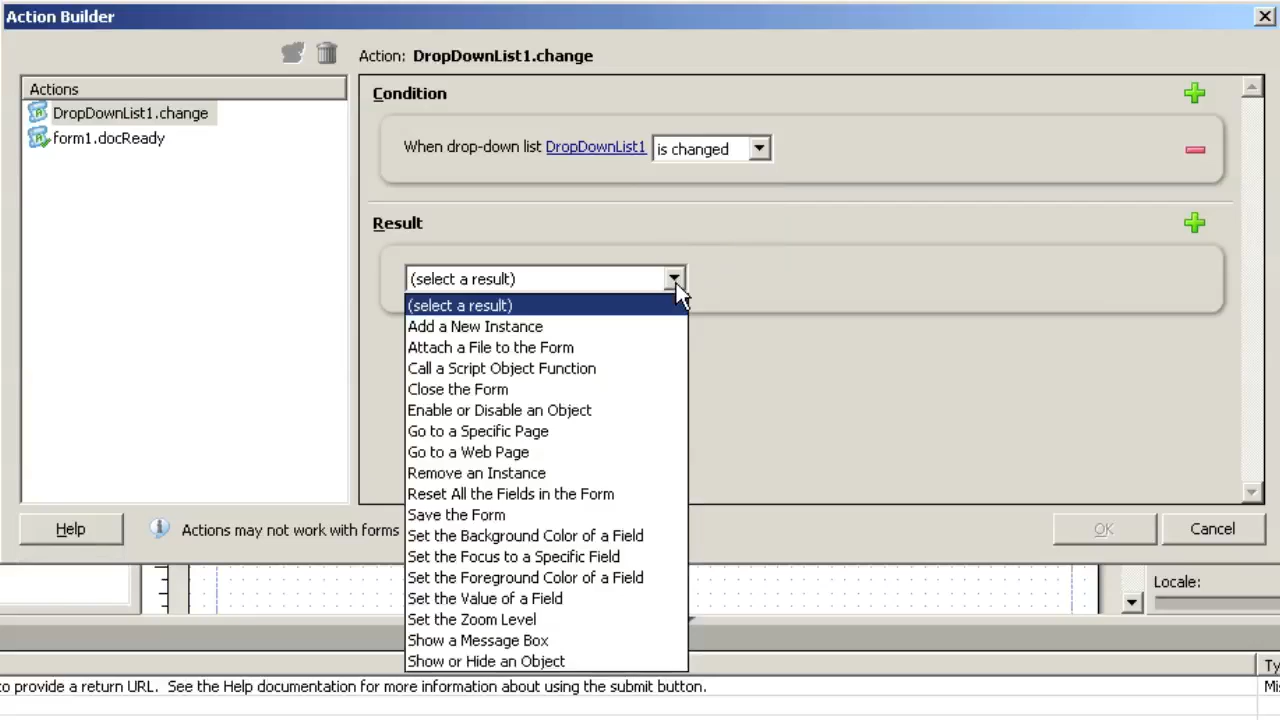 Action Builder
Action: DropDownList1.change
Actions
DropDownList1.change
form1.docReady
Condition
When drop-down list DropDownList1 is changed
Result
(select a result)
(select a result)
Add a New Instance
Attach a File to the Form
Call a Script Object Function
Close the Form
Enable or Disable an Object
Go to a Specific Page
Go to a Web Page
Remove an Instance
Reset All the Fields in the Form
Save the Form
Set the Background Color of a Field
Set the Focus to a Specific Field
Set the Foreground Color of a Field
Set the Value of a Field
Set the Zoom Level
Show a Message Box
Show or Hide an Object
Help
Actions may not work with forms
OK
Cancel
Locale:
Ty
to provide a return URL. See the Help documentation for more information about using the submit button.
Mi